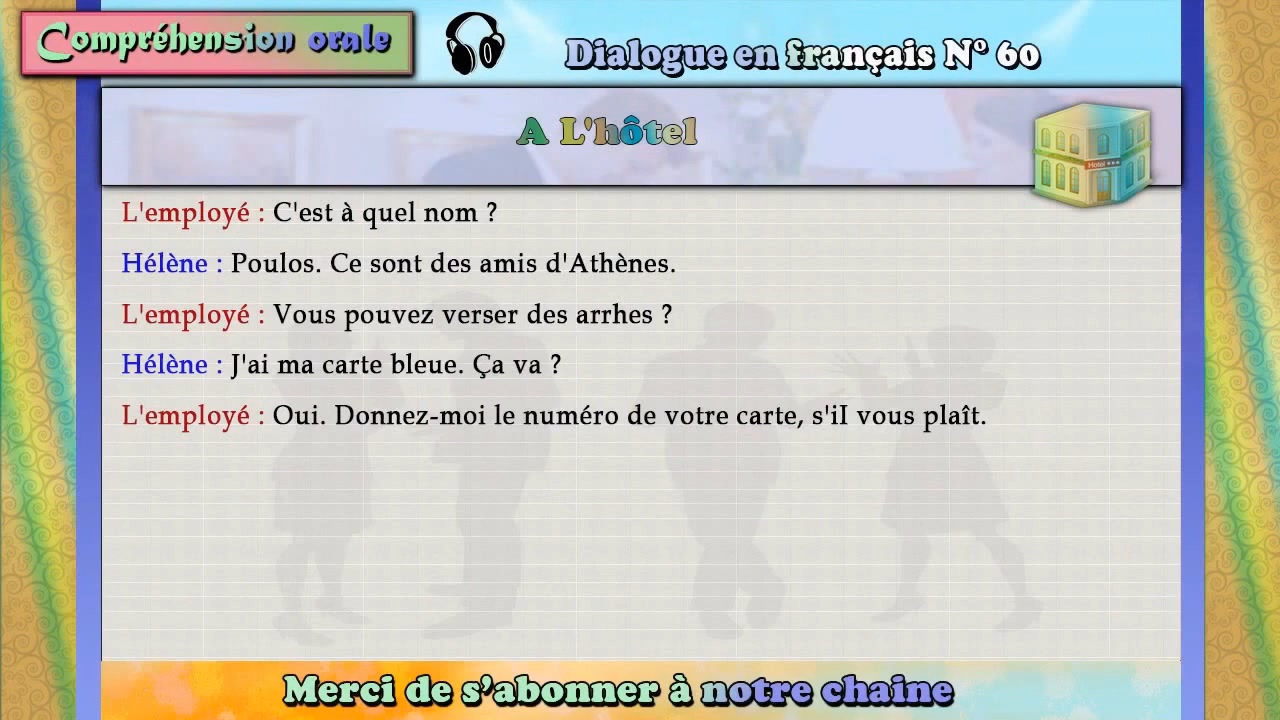 Compréhension orale
Dialogue en français N° 60
A L'hôtel
Hotel ***
L'employé : C'est à quel nom ?
Hélène : Poulos. Ce sont des amis d'Athènes.
L'employé : Vous pouvez verser des arrhes ?
Hélène : J'ai ma carte bleue. Ça va ?
L'employé : Oui. Donnez-moi le numéro de votre carte, s'iI vous plaît.
Merci de s’abonner à notre chaine